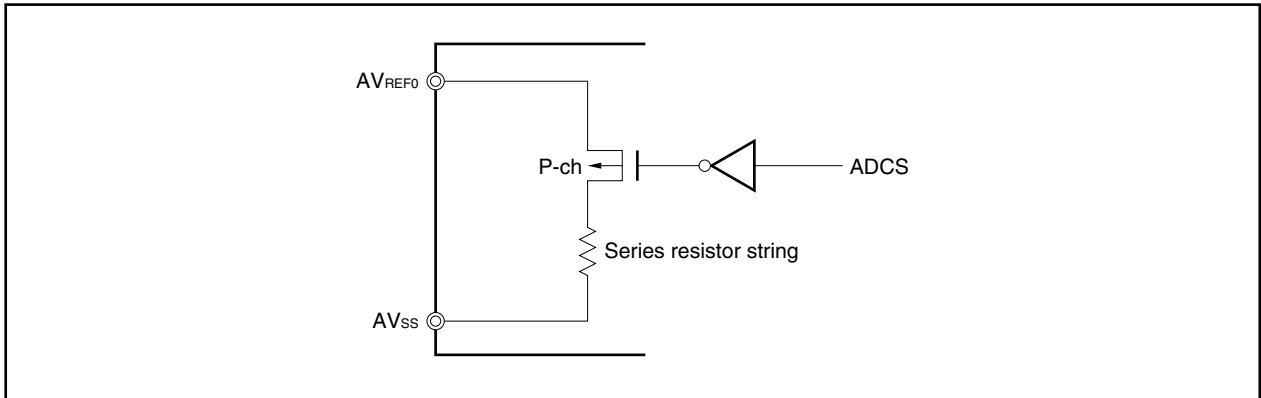 AVREF0
P-ch
ADCS
Series resistor string
AVSS